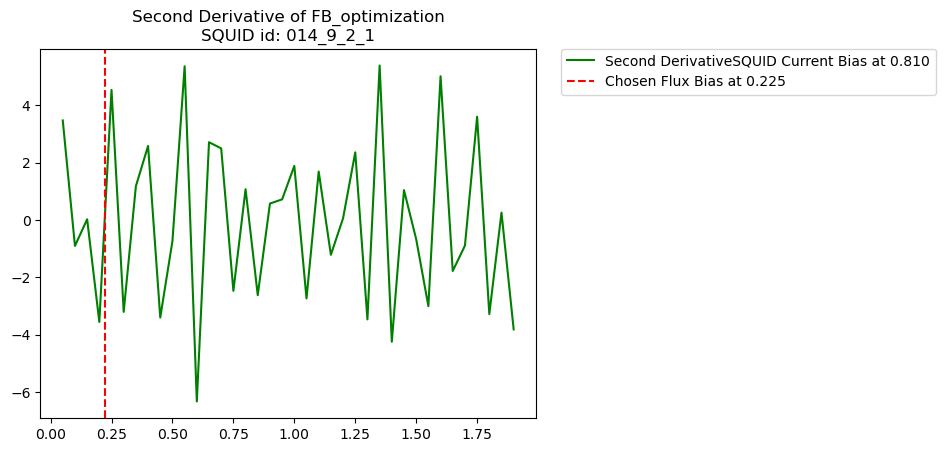 Second Derivative of FB_optimization
SQUID id: 014_9_2_1
Second DerivativeSQUID Current Bias at 0.810
Chosen Flux Bias at 0.225
4
2
0
−2
−4
−6
0.00 0.25 0.50 0.75 1.00 1.25 1.50 1.75